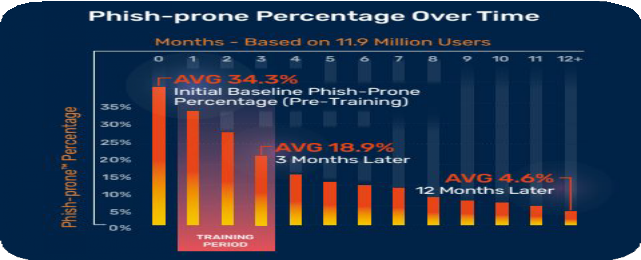 Phish-prone Percentage Over Time
Months - Based on 11.9 Million Users
0 1 2 3 4 5 6 7 8 9 10 11 12+
AVG 34.3%
Initial Baseline Phish-Prone
Percentage (Pre-Training)
35%
30%
25%
20%
15%
10%
5%
0%
Phish-prone™ Percentage
AVG 18.9%
3 Months Later
AVG 4.6%
12 Months Later
TRAINING
PERIOD